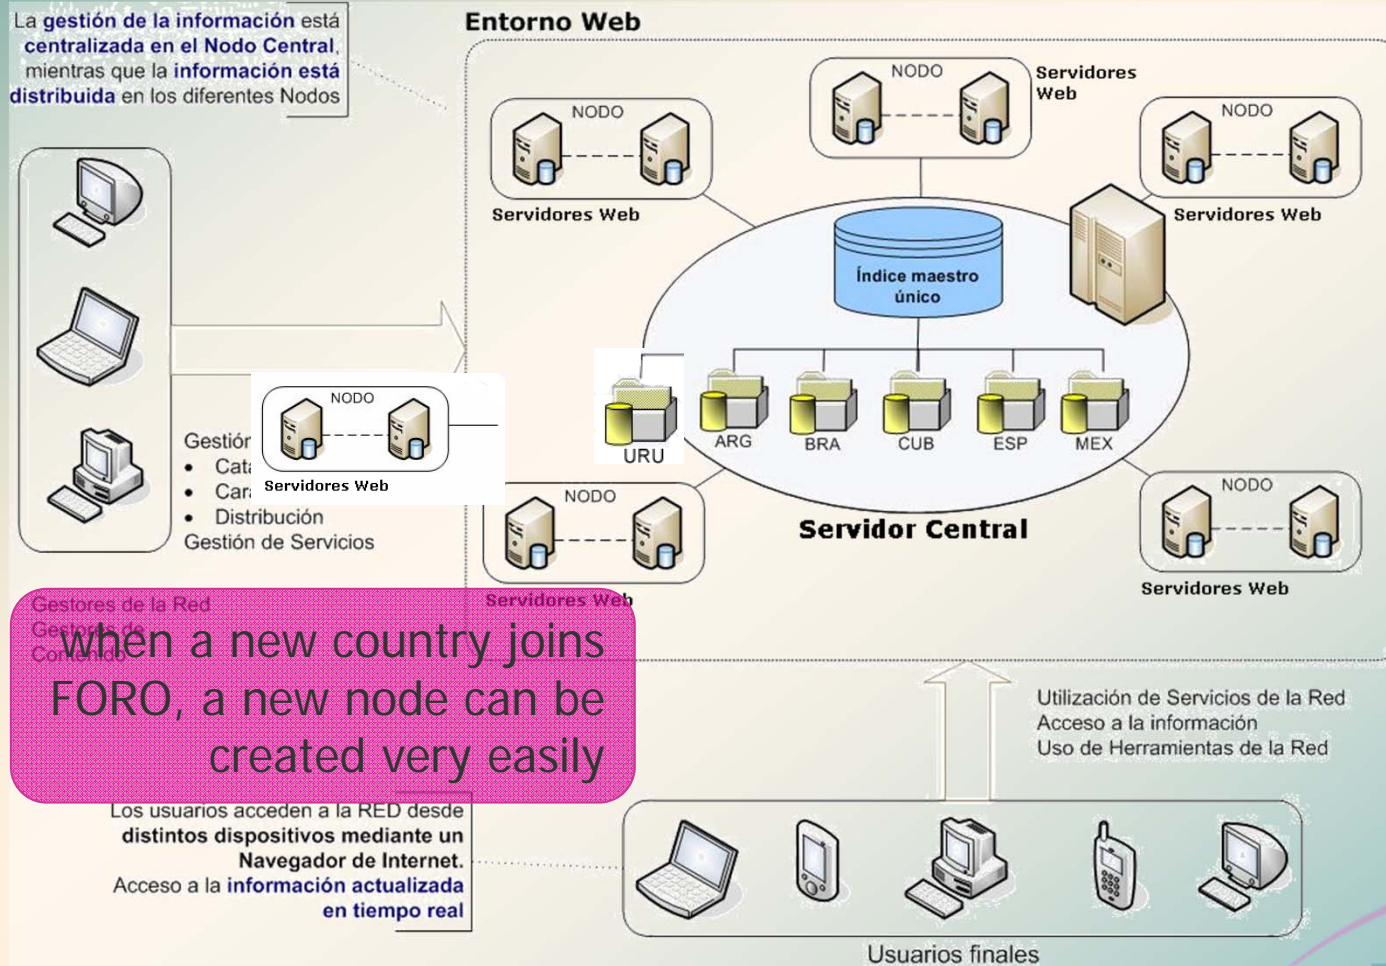 La gestión de la información está
centralizada en el Nodo Central,
mientras que la información está
distribuida en los diferentes Nodos
Entorno Web
NODO
Servidores Web
NODO
Servidores
Web
NODO
Servidores Web
Índice maestro
único
URU
ARG
BRA
CUB
ESP
MEX
Servidor Central
NODO
Servidores Web
Gestión
• Cat
• Car
• Distribución
Gestión de Servicios
NODO
Servidores Web
NODO
Servidores Web
Gestores de la Red
Gestores de
Contenido
when a new country joins
FORO, a new node can be
created very easily
Utilización de Servicios de la Red
Acceso a la información
Uso de Herramientas de la Red
Los usuarios acceden a la RED desde
distintos dispositivos mediante un
Navegador de Internet.
Acceso a la información actualizada
en tiempo real
Usuarios finales